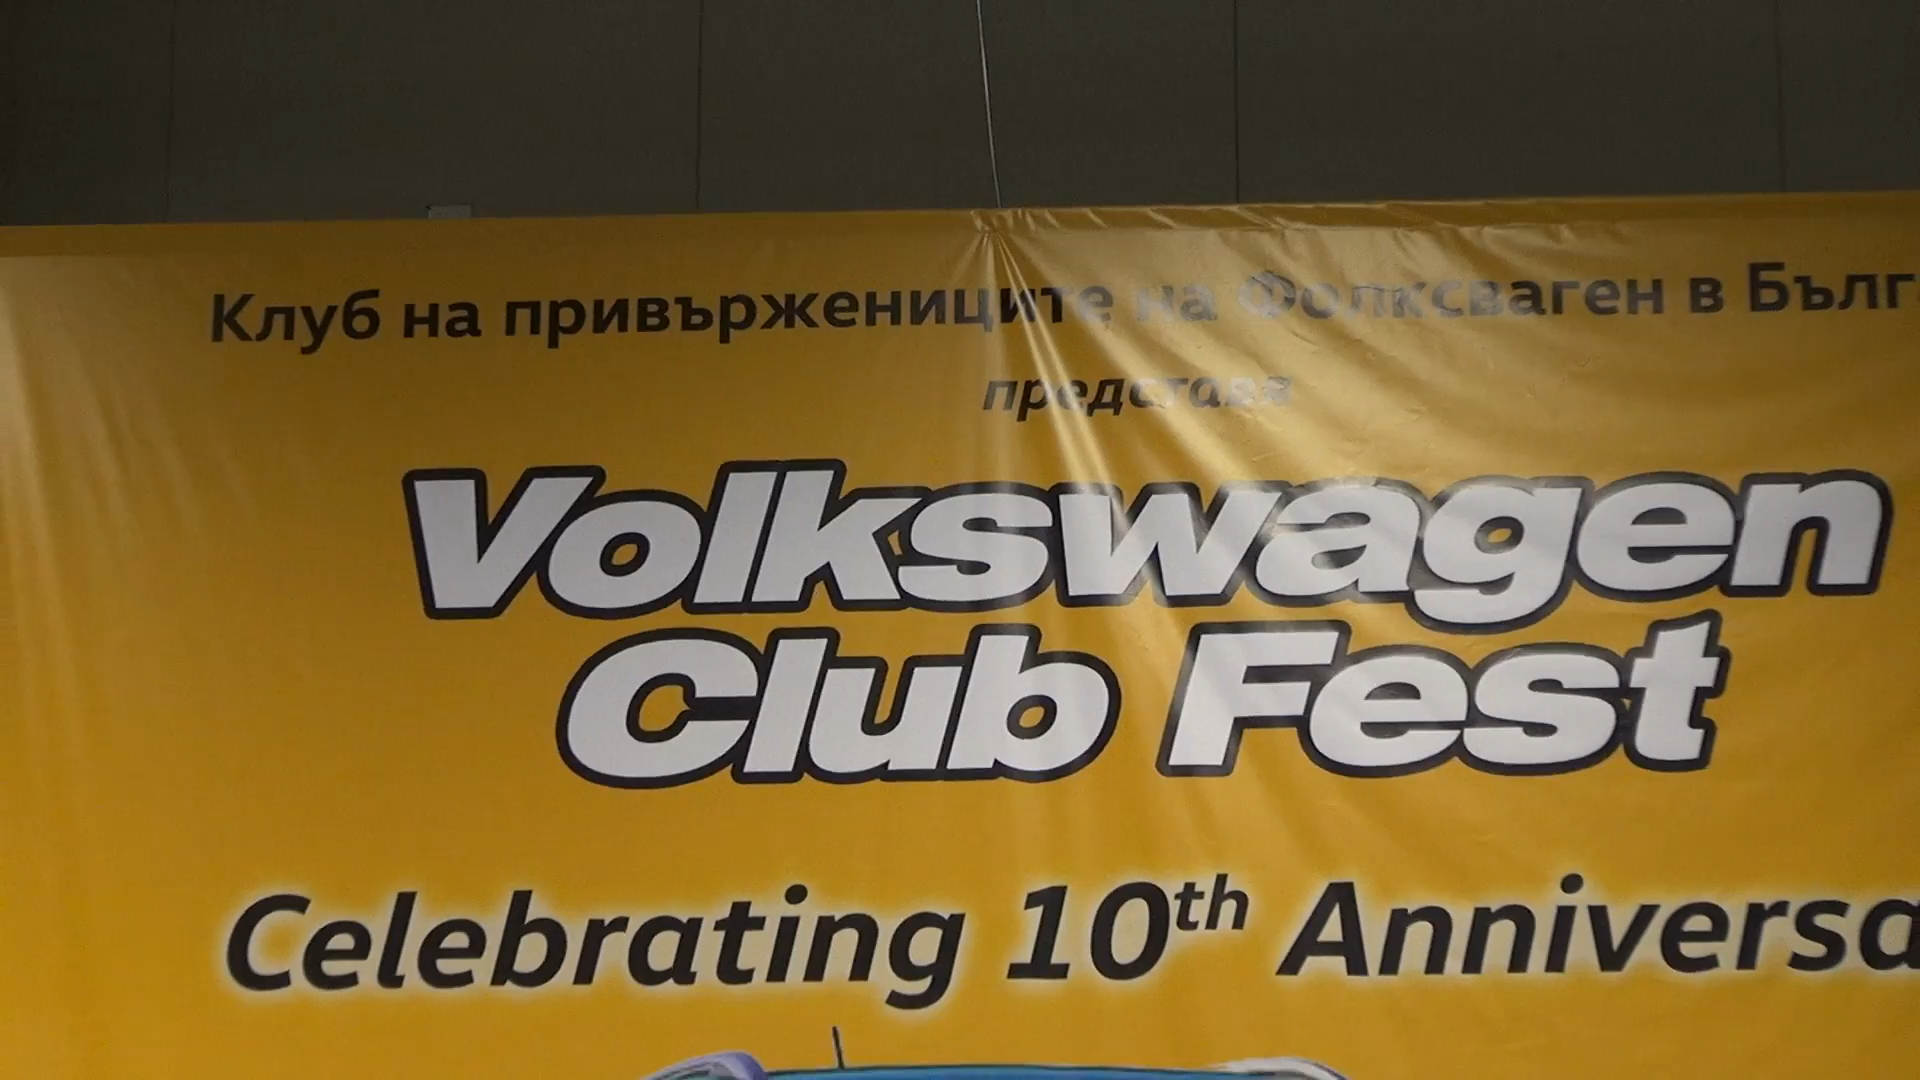 Клуб на привържениците на Фолксваген в Бълг
представя
Volkswagen
Club Fest
Celebrating 10th Anniversa